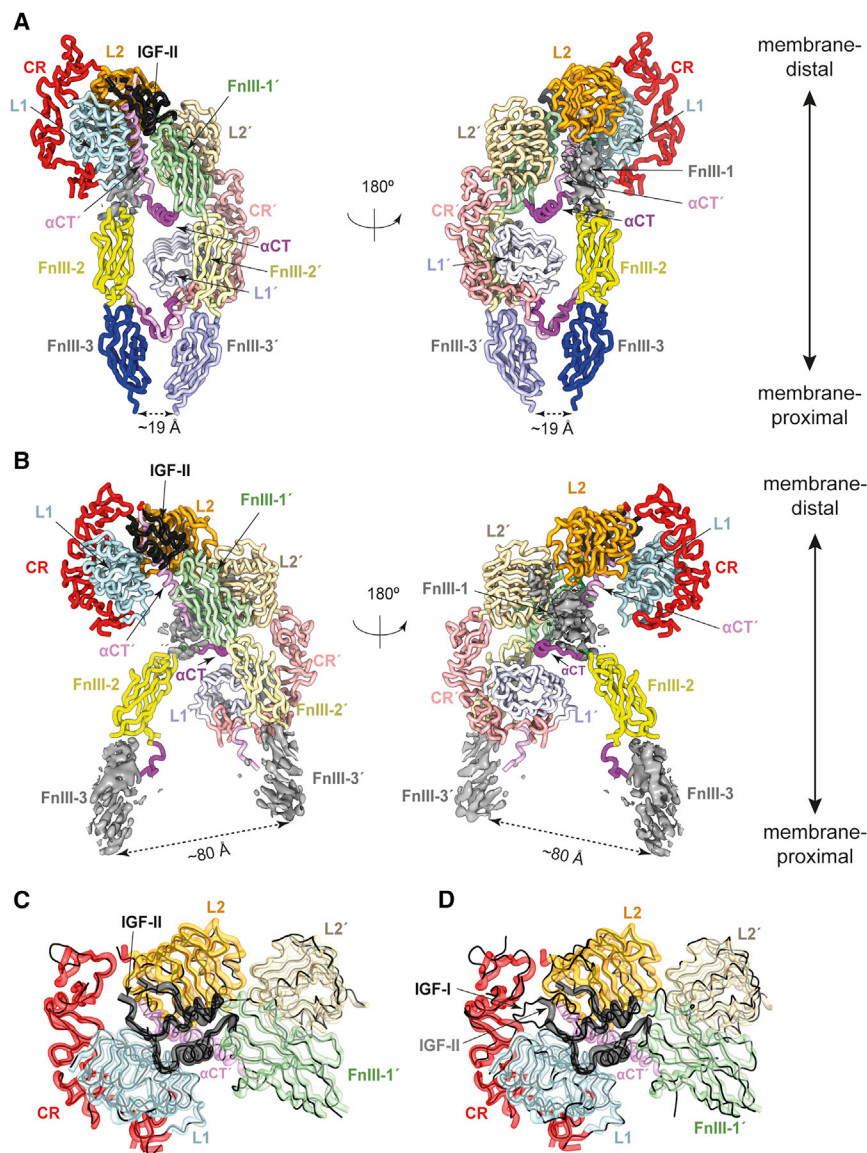 A
L2
IGF-II
CR
FnIII-1´
L1
L2´
αCT´
CR´
αCT
FnIII-2
FnIII-2´
L1´
FnIII-3
FnIII-3´
~19 Å
180º
L2
CR
L2´
L1
FnIII-1
CR´
αCT´
αCT
L1´
FnIII-2
FnIII-3´
FnIII-3
~19 Å
membrane-
distal
membrane-
proximal
B
IGF-II
L2
FnIII-1´
L1
L2´
CR
αCT´
αCT
CR´
FnIII-2
L1´
FnIII-2´
FnIII-3
FnIII-3´
~80 Å
180º
L2
L2´
L1
FnIII-1
CR
αCT´
αCT
CR´
FnIII-2
L1´
FnIII-3´
FnIII-3
~80 Å
membrane-
distal
membrane-
proximal
C
L2
IGF-II
L2´
αCT´
CR
L1
FnIII-1´
D
L2
L2´
IGF-I
IGF-II
αCT´
CR
L1
FnIII-1´